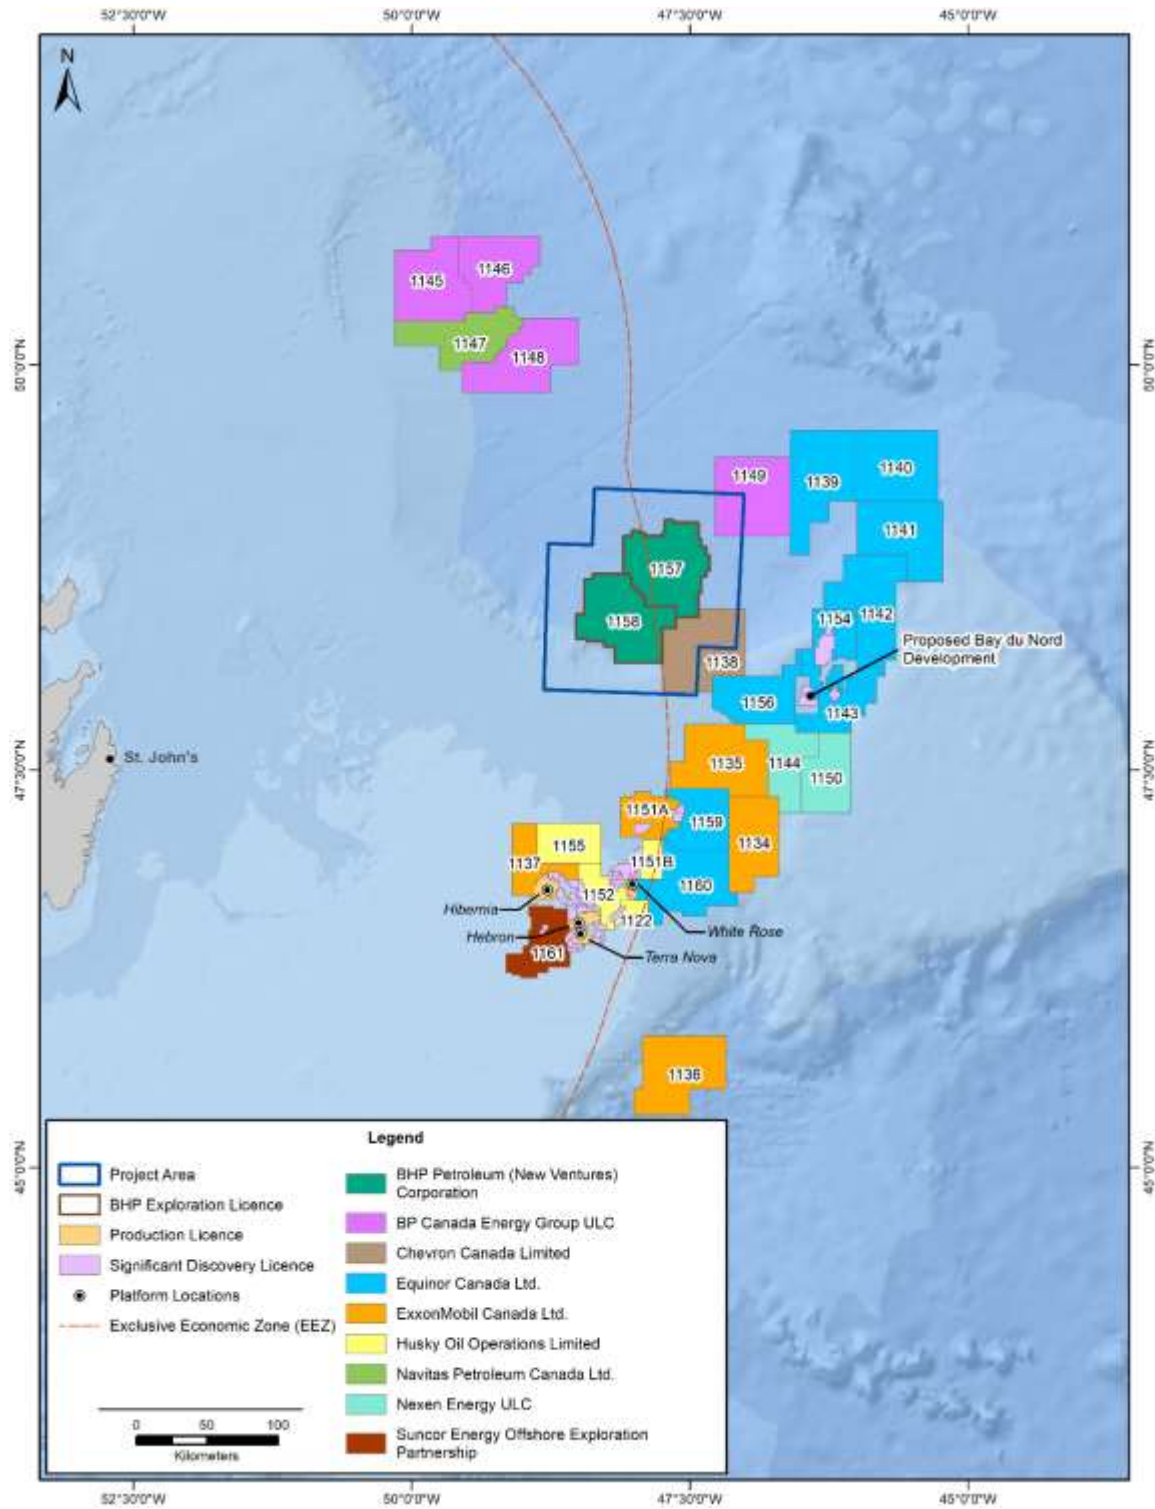 52°30'0"W 50°0'0"W 47°30'0"W 45°0'0"W
N
1145
1146
1147
1148
50°0'0"N
50°0'0"N
1149
1139
1140
1141
1157
1158
1138
1154
1142
Proposed Bay du Nord
Development
1156
1143
St. John's
47°30'0"N
47°30'0"N
1135
1144
1150
1151A
1159
1134
1155
1137
1151B
1160
1152
Hibernia
1122
White Rose
Hebron
1161
Terra Nova
1136
45°0'0"N
45°0'0"N
Legend
Project Area
BHP Exploration Licence
Production Licence
Significant Discovery Licence
Platform Locations
Exclusive Economic Zone (EEZ)
0 50 100
Kilometers
BHP Petroleum (New Ventures)
Corporation
BP Canada Energy Group ULC
Chevron Canada Limited
Equinor Canada Ltd.
ExxonMobil Canada Ltd.
Husky Oil Operations Limited
Navitas Petroleum Canada Ltd.
Nexen Energy ULC
Suncor Energy Offshore Exploration
Partnership
52°30'0"W 50°0'0"W 47°30'0"W 45°0'0"W